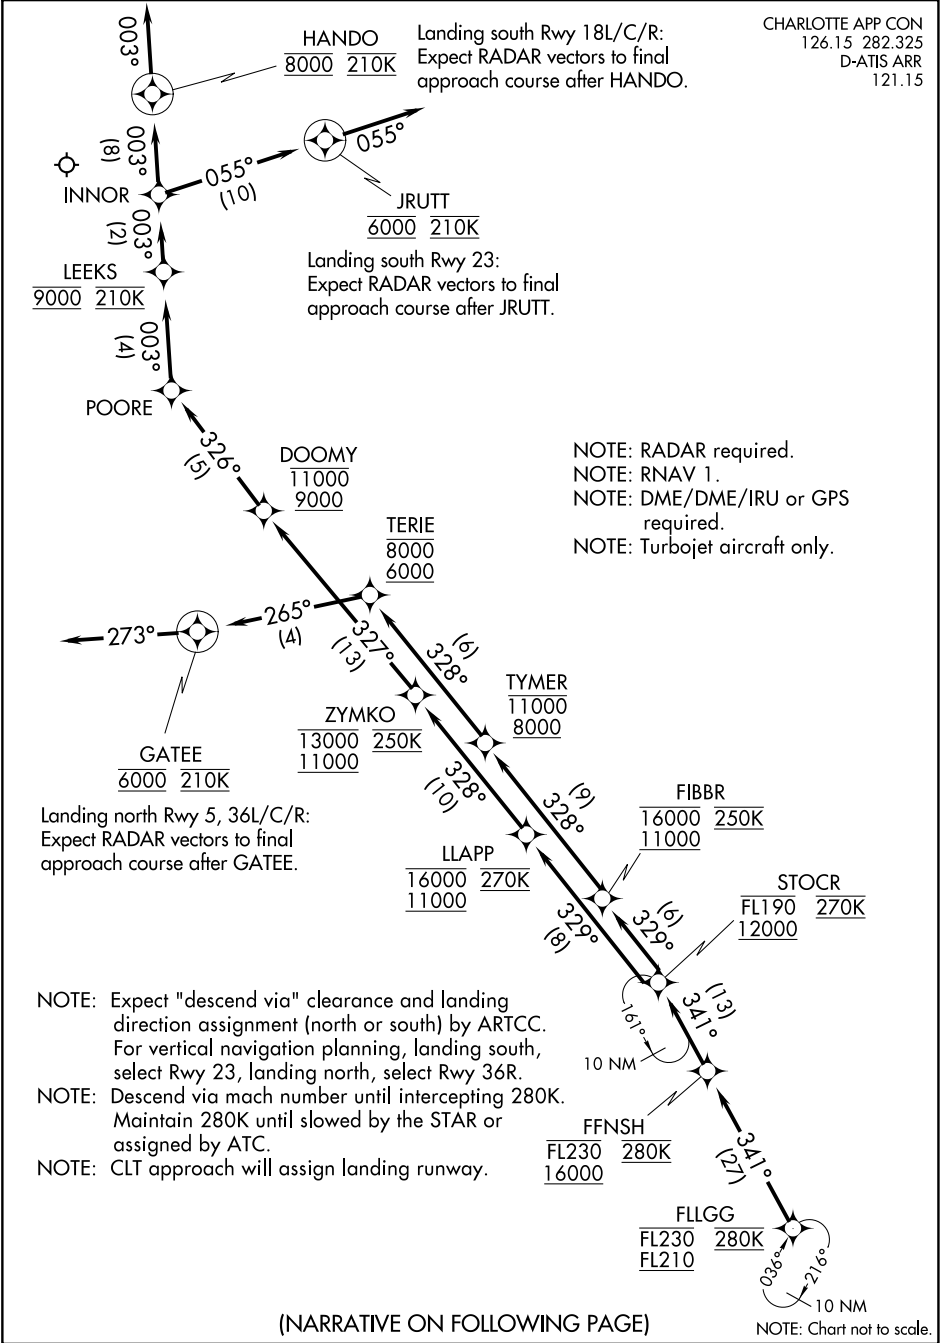 CHARLOTTE APP CON
126.15 282.325
D-ATIS ARR
121.15
003°
HANDO
8000 210K
Landing south Rwy 18L/C/R:
Expect RADAR vectors to final
approach course after HANDO.
003°
(8)
055°
(10)
055°
INNOR
JRUTT
6000 210K
Landing south Rwy 23:
Expect RADAR vectors to final
approach course after JRUTT.
003°
(2)
LEEKS
9000 210K
003°
(4)
POORE
326°
(5)
DOOMY
11000
9000
NOTE: RADAR required.
NOTE: RNAV 1.
NOTE: DME/DME/IRU or GPS
required.
NOTE: Turbojet aircraft only.
TERIE
8000
6000
265°
(4)
273°
327°
(13)
328°
(6)
TYMER
11000
8000
ZYMKO
13000 250K
11000
GATEE
6000 210K
Landing north Rwy 5, 36L/C/R:
Expect RADAR vectors to final
approach course after GATEE.
328°
(10)
328°
(9)
FIBBR
16000 250K
11000
LLAPP
16000 270K
11000
STOCR
FL190 270K
12000
329°
(8)
329°
(6)
341°
(13)
161°
10 NM
NOTE: Expect "descend via" clearance and landing
direction assignment (north or south) by ARTCC.
For vertical navigation planning, landing south,
select Rwy 23, landing north, select Rwy 36R.
NOTE: Descend via mach number until intercepting 280K.
Maintain 280K until slowed by the STAR or
assigned by ATC.
NOTE: CLT approach will assign landing runway.
FFNSH
FL230 280K
16000
341°
(27)
FLLGG
FL230 280K
FL210
036°
216°
10 NM
(NARRATIVE ON FOLLOWING PAGE)
NOTE: Chart not to scale.